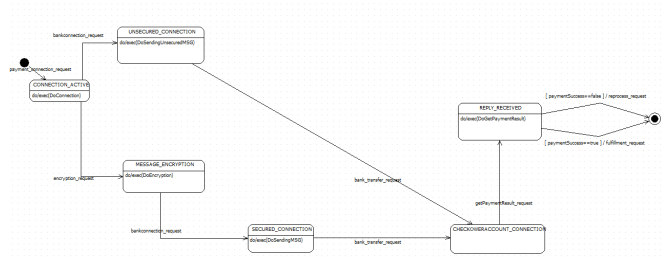 UNSECURED_CONNECTION
do/exec(DoSendingUnsecuredMSG)
bankconnection_request
payment_connection_request
CONNECTION_ACTIVE
do/exec(DoConnection)
[ paymentSuccess==false ] / reprocess_request
REPLY_RECEIVED
do/exec(DoGetPaymentResult)
[ paymentSuccess==true ] / fulfillment_request
MESSAGE_ENCRYPTION
do/exec(DoEncryption)
encryption_request
bank_transfer_request
getPaymentResult_request
bankconnection_request
SECURED_CONNECTION
do/exec(DoSendingMSG)
bank_transfer_request
CHECKOWERACCOUNT_CONNECTION